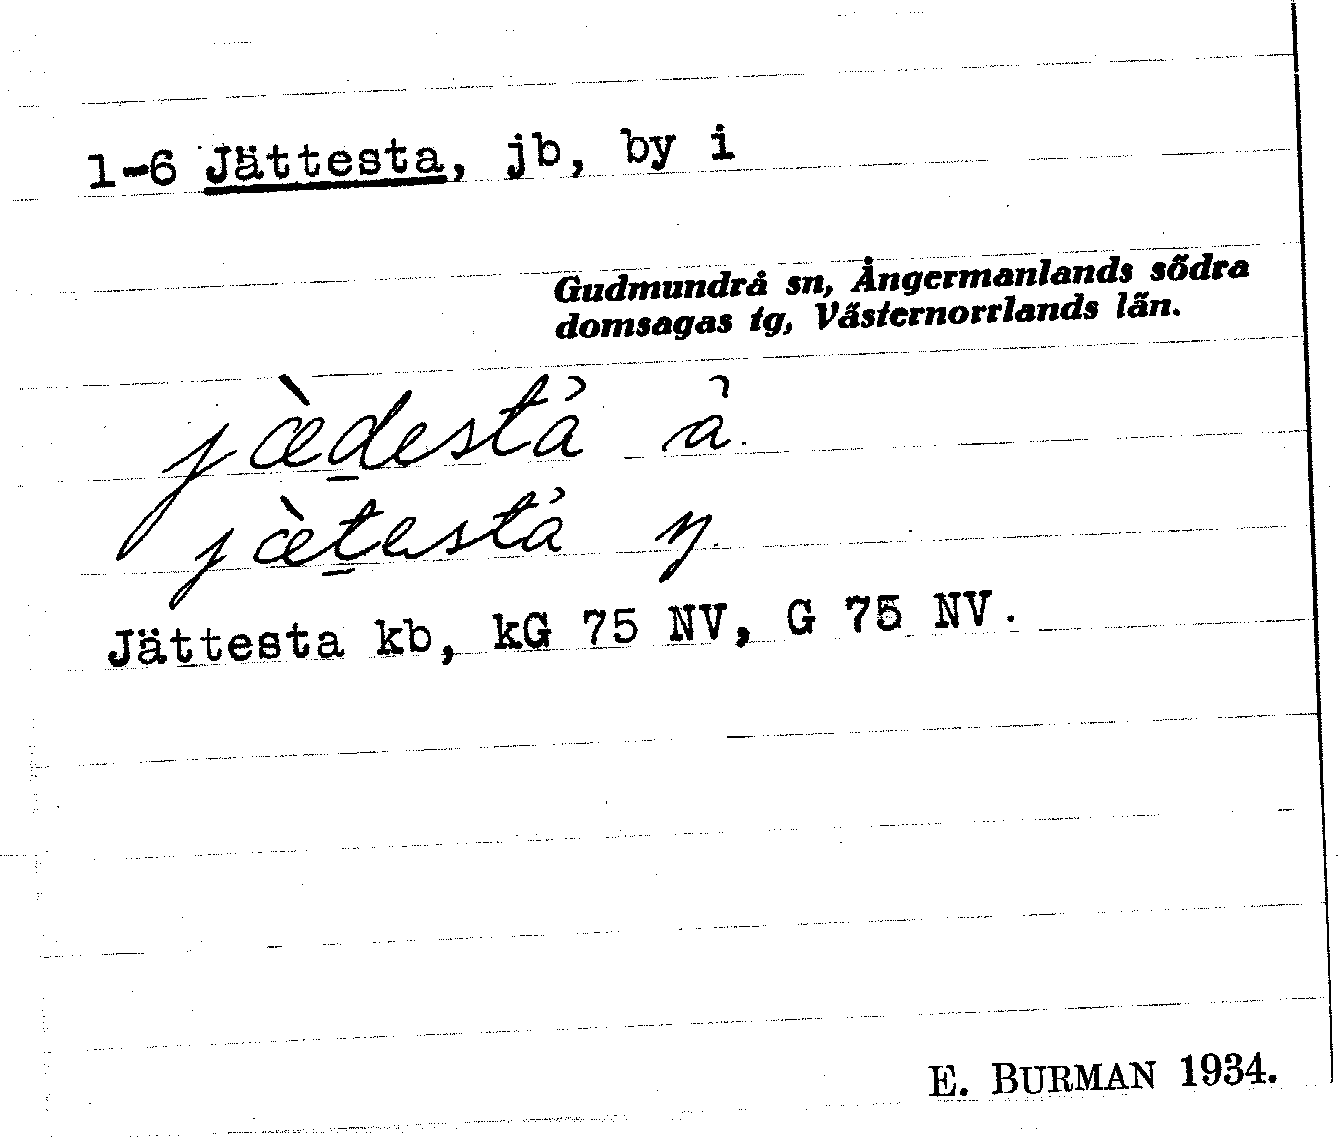 1-6 Jättesta, jb, by i
Gudmundrå sn, Ångermanlands södra
domsagas tg, Västernorrlands län.
jæ̀destå å.
jæ̀testå y.
Jättesta kb, kG 75 NV, G 75 NV.
E. BURMAN 1934.